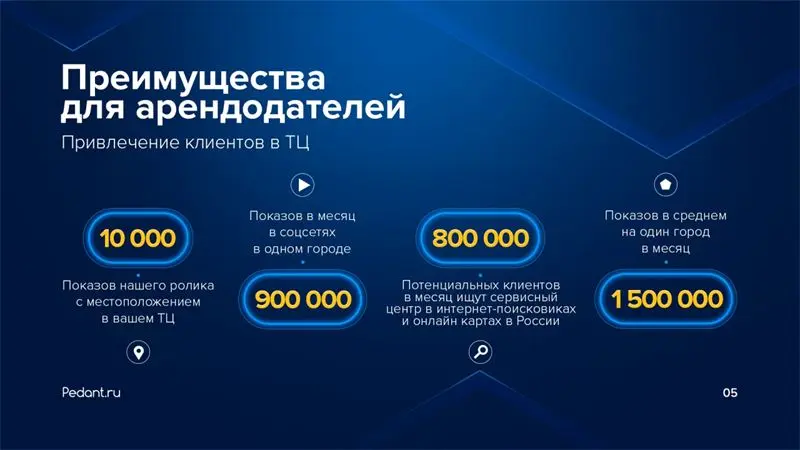 Преимущества
для арендодателей
Привлечение клиентов в ТЦ
10 000
Показов нашего ролика
с местоположением
в вашем ТЦ
Показов в месяц
в соцсетях
в одном городе
900 000
800 000
Потенциальных клиентов
в месяц ищут сервисный
центр в интернет-поисковиках
и онлайн картах в России
Показов в среднем
на один город
в месяц
1 500 000
Pedant.ru
05